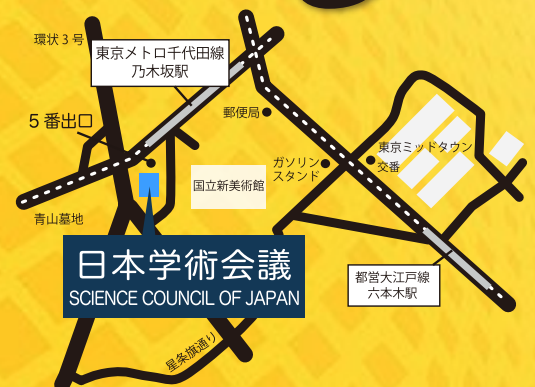 環状3号
東京メトロ千代田線
乃木坂駅
5番出口
郵便局
ガソリン
スタンド
東京ミッドタウン
交番
国立新美術館
青山墓地
日本学術会議
SCIENCE COUNCIL OF JAPAN
都営大江戸線
六本木駅
星条旗通り